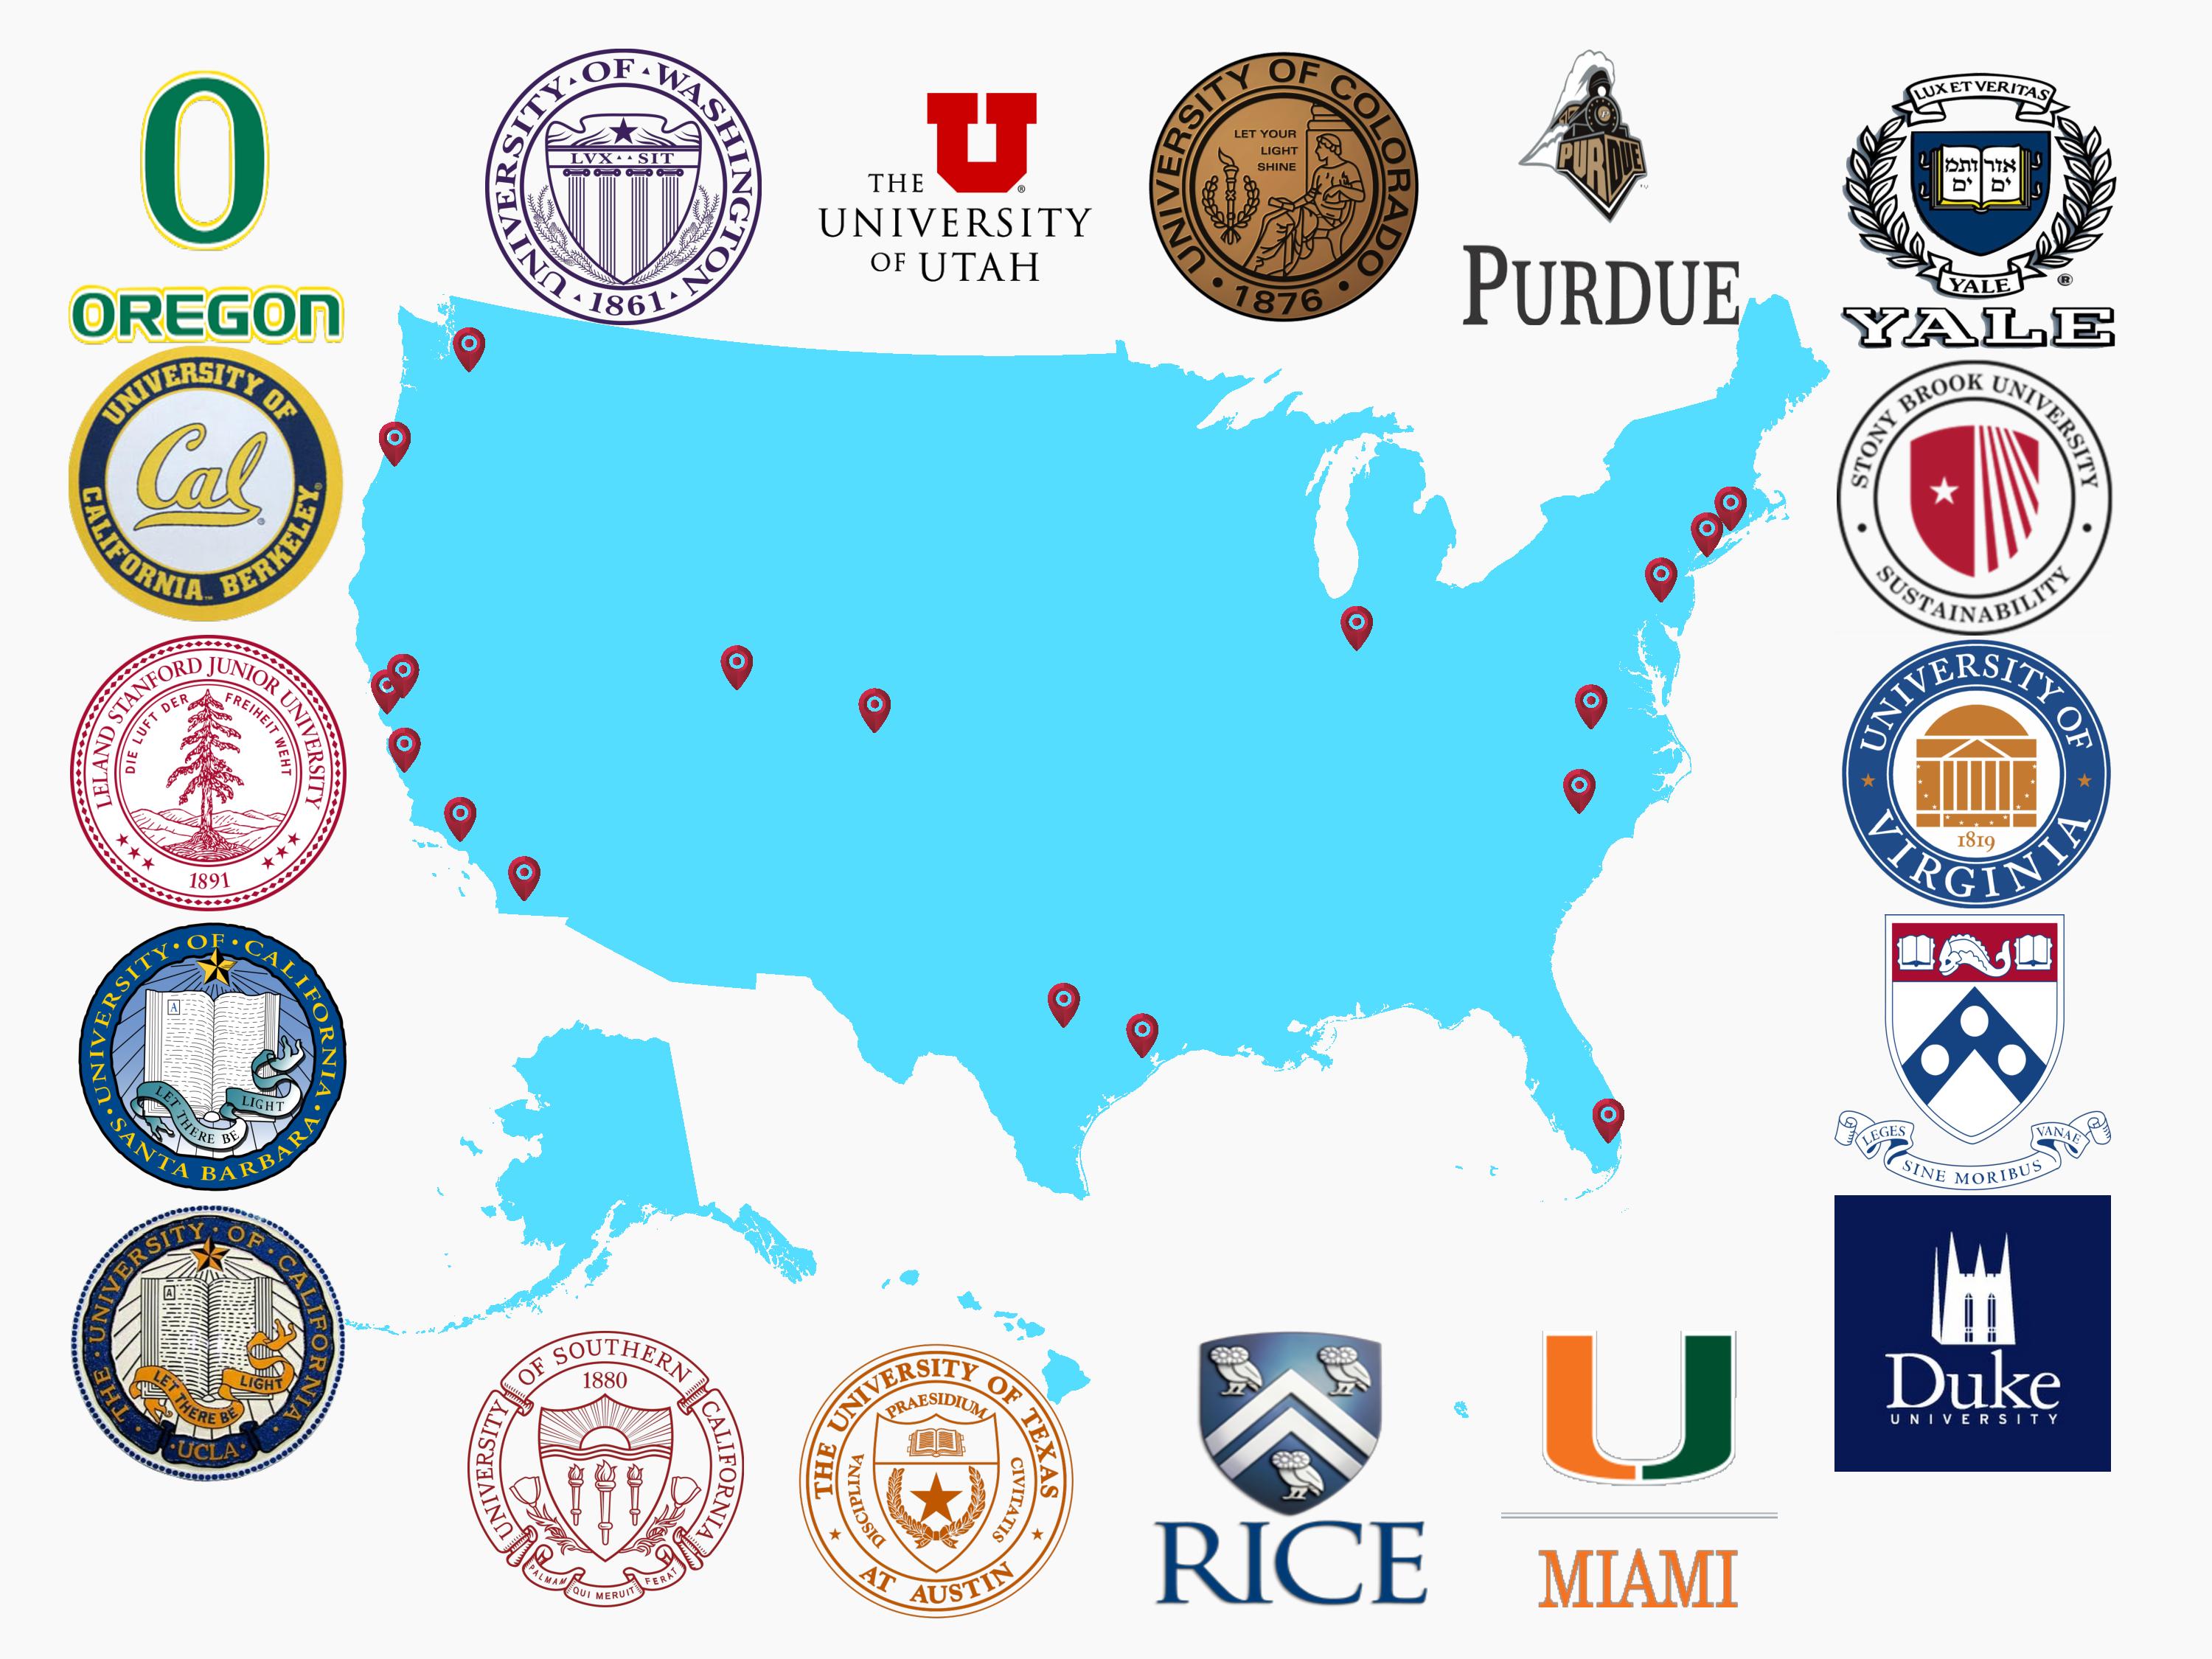 OREGON
UNIVERSITY OF WASHINGTON
LVX SIT
1861
U
THE
UNIVERSITY
OF UTAH
UNIVERSITY OF COLORADO
LET YOUR
LIGHT
SHINE
1876
PURDUE
PURDUE
LUX ET VERITAS
YALE
YALE
UNIVERSITY OF
Cal
CALIFORNIA BERKELEY
STONY BROOK UNIVERSITY
SUSTAINABILITY
LELAND STANFORD JUNIOR UNIVERSITY
DIE LUFT DER FREIHEIT WEHT
1891
UNIVERSITY OF
1819
VIRGINIA
UNIVERSITY · OF · CALIFORNIA
A
LET THERE BE LIGHT
SANTA BARBARA
LEGES
SINE MORIBUS
VANAE
THE · UNIVERSITY · OF · CALIFORNIA
A
LET THERE BE LIGHT
·UCLA·
Duke
UNIVERSITY
UNIVERSITY OF SOUTHERN CALIFORNIA
1880
PALMAM QUI MERUIT FERAT
THE UNIVERSITY OF TEXAS
PRAESIDIUM
DISCIPLINA
CIVITATIS
AT AUSTIN
RICE
U
MIAMI